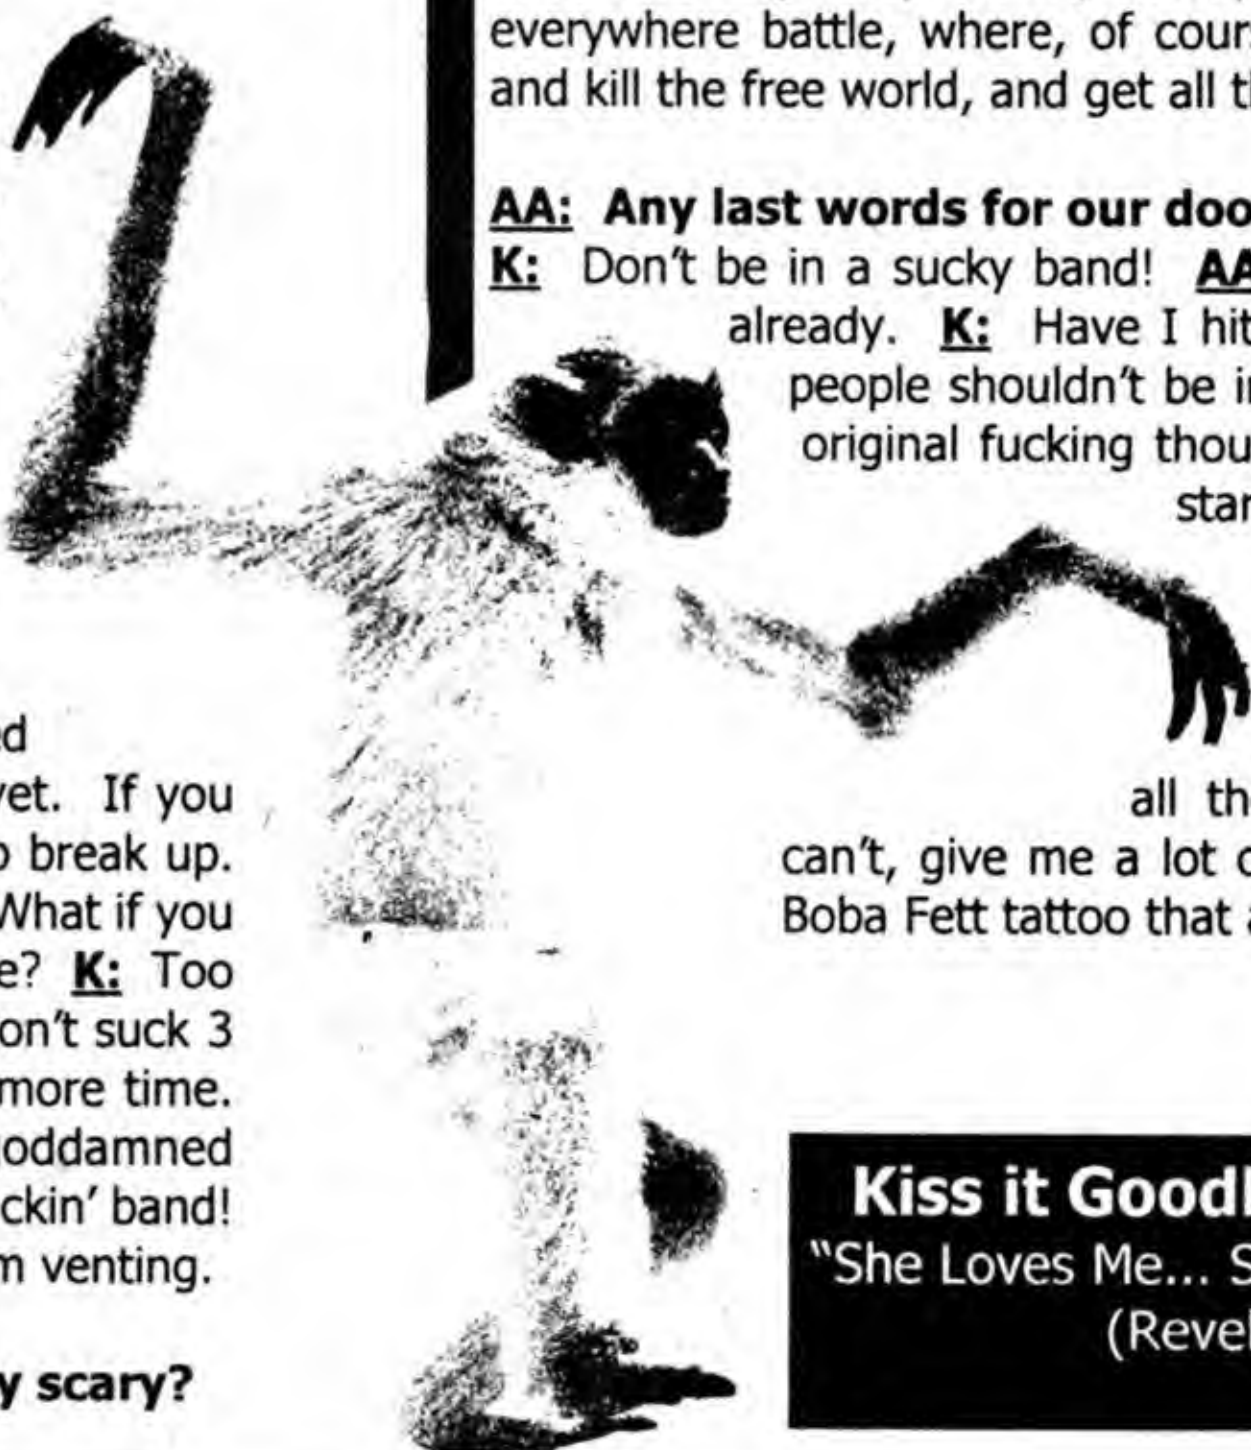 everywhere battle, where, of cour
and kill the free world, and get all t
AA: Any last words for our doo
K: Don't be in a sucky band! AA
already. K: Have I hit
people shouldn't be i
original fucking thou
star
all th
can't, give me a lot
Boba Fett tattoo that
ed
yet. If you
o break up.
What if you
e? K: Too
on't suck 3
more time.
oddamned
ckin' band!
m venting.
y scary?
Kiss it Good
"She Loves Me... S
(Revel